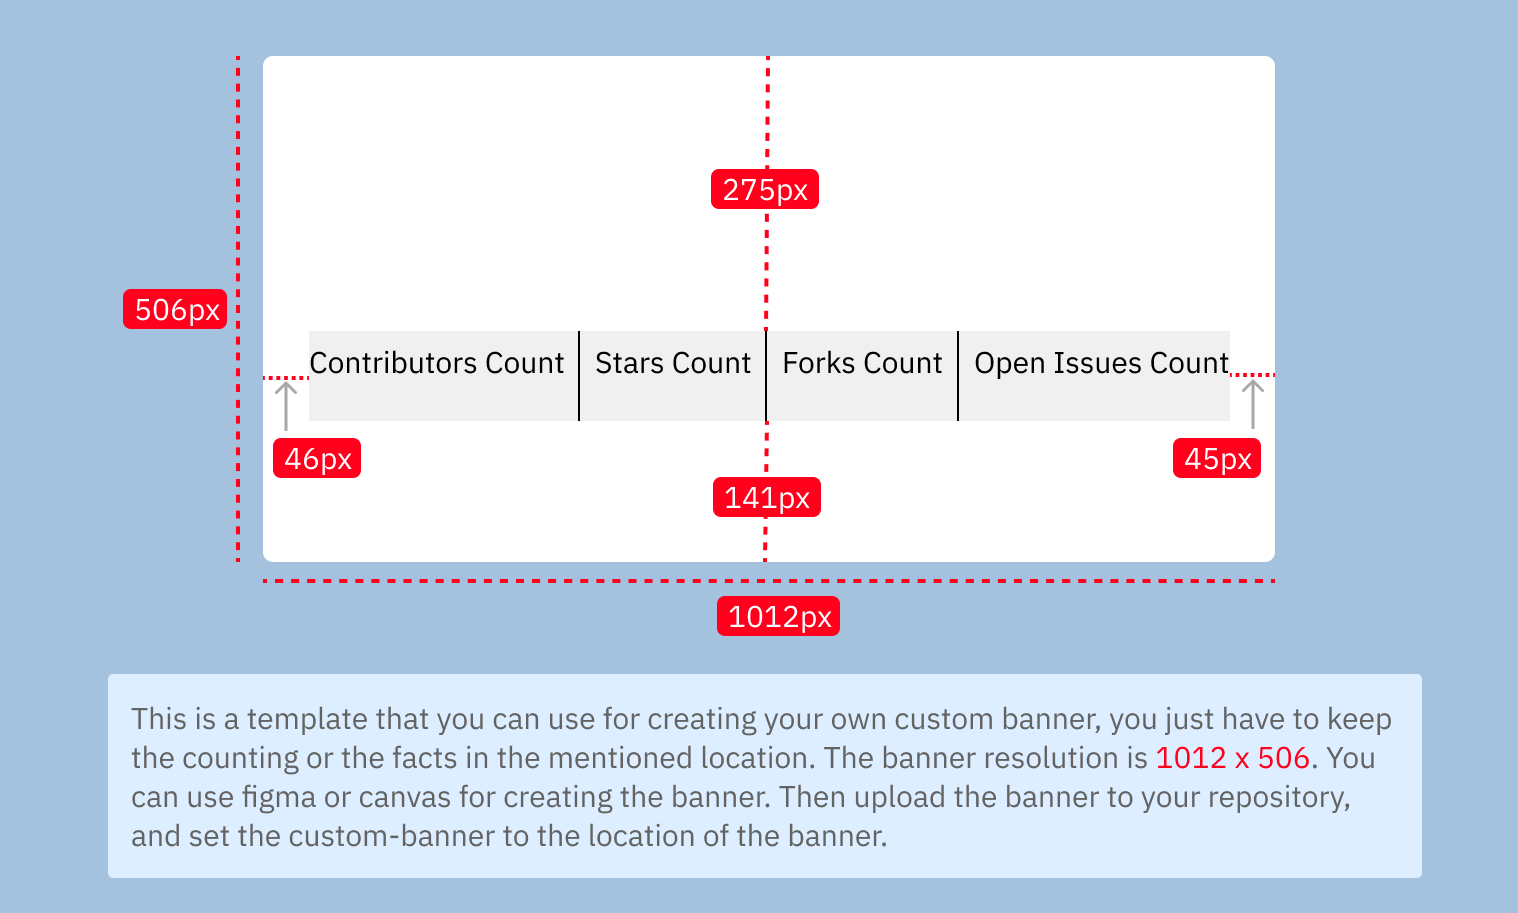 275px
506px
Contributors Count
Stars Count
Forks Count
Open Issues Count
46px
45px
141px
1012px
This is a template that you can use for creating your own custom banner, you just have to keep
the counting or the facts in the mentioned location. The banner resolution is 1012 x 506. You
can use figma or canvas for creating the banner. Then upload the banner to your repository,
and set the custom-banner to the location of the banner.